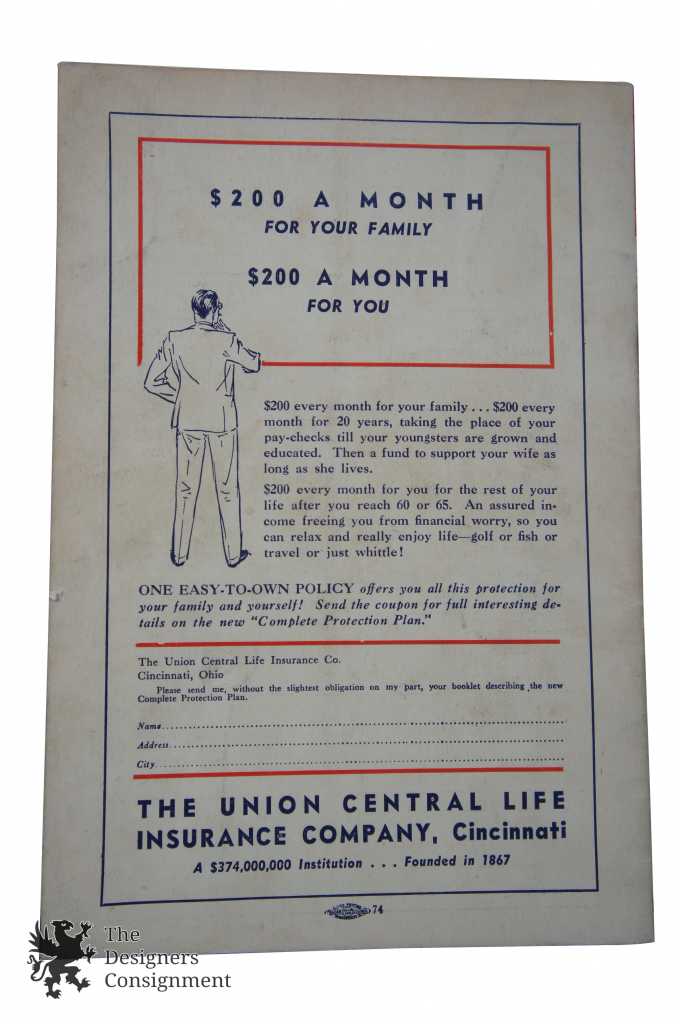 $200 A MONTH
FOR YOUR FAMILY
$200 A MONTH
FOR YOU
$200 every month for your family . . . $200 every
month for 20 years, taking the place of your
pay-checks till your youngsters are grown and
educated. Then a fund to support your wife as
long as she lives.
$200 every month for you for the rest of your
life after you reach 60 or 65. An assured in-
come freeing you from financial worry, so you
can relax and really enjoy life—golf or fish or
travel or just whittle!
ONE EASY-TO-OWN POLICY offers you all this protection for
your family and yourself! Send the coupon for full interesting de-
tails on the new "Complete Protection Plan."
The Union Central Life Insurance Co.
Cincinnati, Ohio
Please send me, without the slightest obligation on my part, your booklet describing the new
Complete Protection Plan.
Name
Address
City
THE UNION CENTRAL LIFE
INSURANCE COMPANY, Cincinnati
A $374,000,000 Institution . . . Founded in 1867
74
The
Designers
Consignment